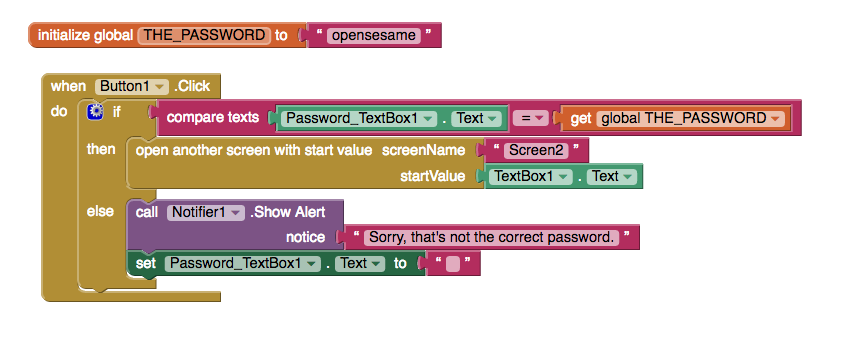 initialize global THE_PASSWORD to " opensesame "
when Button1 .Click
do if compare texts Password_TextBox1 . Text = get global THE_PASSWORD
then open another screen with start value screenName " Screen2 "
startValue TextBox1 . Text
else call Notifier1 .Show Alert
notice " Sorry, that's not the correct password. "
set Password_TextBox1 . Text to " "